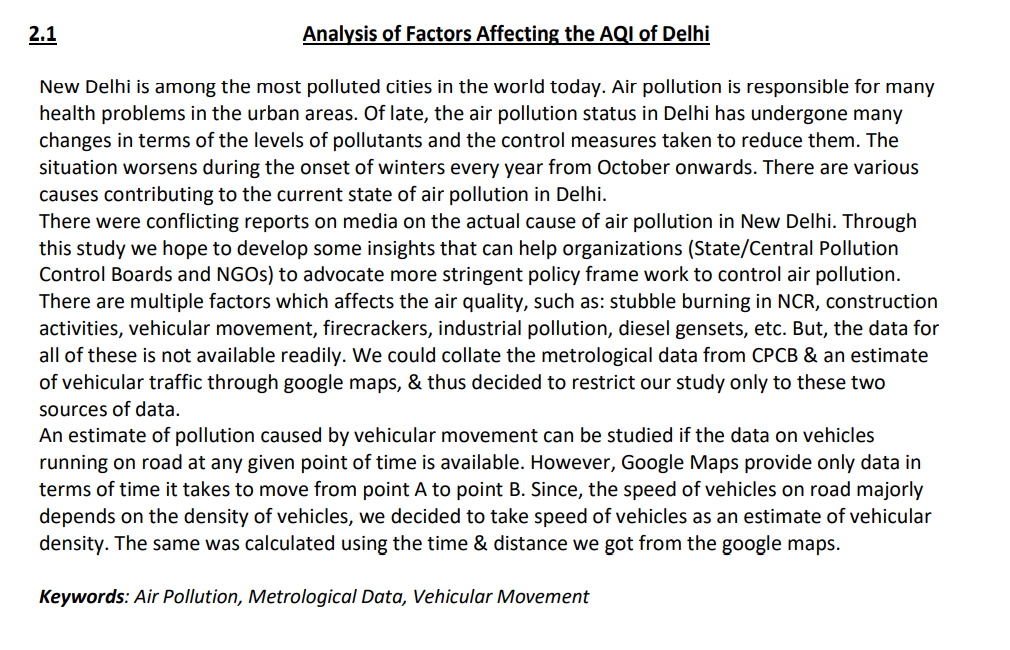 2.1 Analysis of Factors Affecting the AQI of Delhi
New Delhi is among the most polluted cities in the world today. Air pollution is responsible for many
health problems in the urban areas. Of late, the air pollution status in Delhi has undergone many
changes in terms of the levels of pollutants and the control measures taken to reduce them. The
situation worsens during the onset of winters every year from October onwards. There are various
causes contributing to the current state of air pollution in Delhi.
There were conflicting reports on media on the actual cause of air pollution in New Delhi. Through
this study we hope to develop some insights that can help organizations (State/Central Pollution
Control Boards and NGOs) to advocate more stringent policy frame work to control air pollution.
There are multiple factors which affects the air quality, such as: stubble burning in NCR, construction
activities, vehicular movement, firecrackers, industrial pollution, diesel gensets, etc. But, the data for
all of these is not available readily. We could collate the metrological data from CPCB & an estimate
of vehicular traffic through google maps, & thus decided to restrict our study only to these two
sources of data.
An estimate of pollution caused by vehicular movement can be studied if the data on vehicles
running on road at any given point of time is available. However, Google Maps provide only data in
terms of time it takes to move from point A to point B. Since, the speed of vehicles on road majorly
depends on the density of vehicles, we decided to take speed of vehicles as an estimate of vehicular
density. The same was calculated using the time & distance we got from the google maps.
Keywords: Air Pollution, Metrological Data, Vehicular Movement